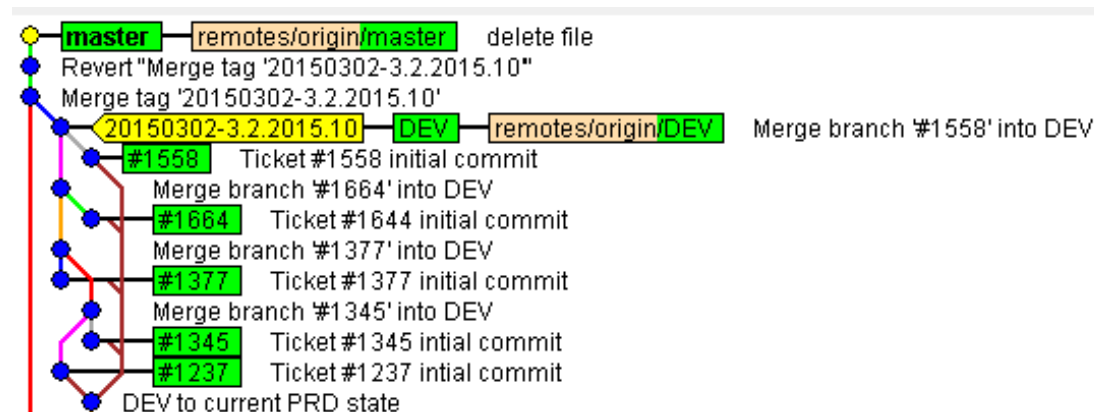 master remotes/origin/master delete file
Revert "Merge tag '20150302-3.2.2015.10'"
Merge tag '20150302-3.2.2015.10'
20150302-3.2.2015.10 DEV remotes/origin/DEV Merge branch '#1558' into DEV
#1558 Ticket #1558 initial commit
Merge branch '#1664' into DEV
#1664 Ticket #1644 initial commit
Merge branch '#1377' into DEV
#1377 Ticket #1377 initial commit
Merge branch '#1345' into DEV
#1345 Ticket #1345 intial commit
#1237 Ticket #1237 intial commit
DEV to current PRD state